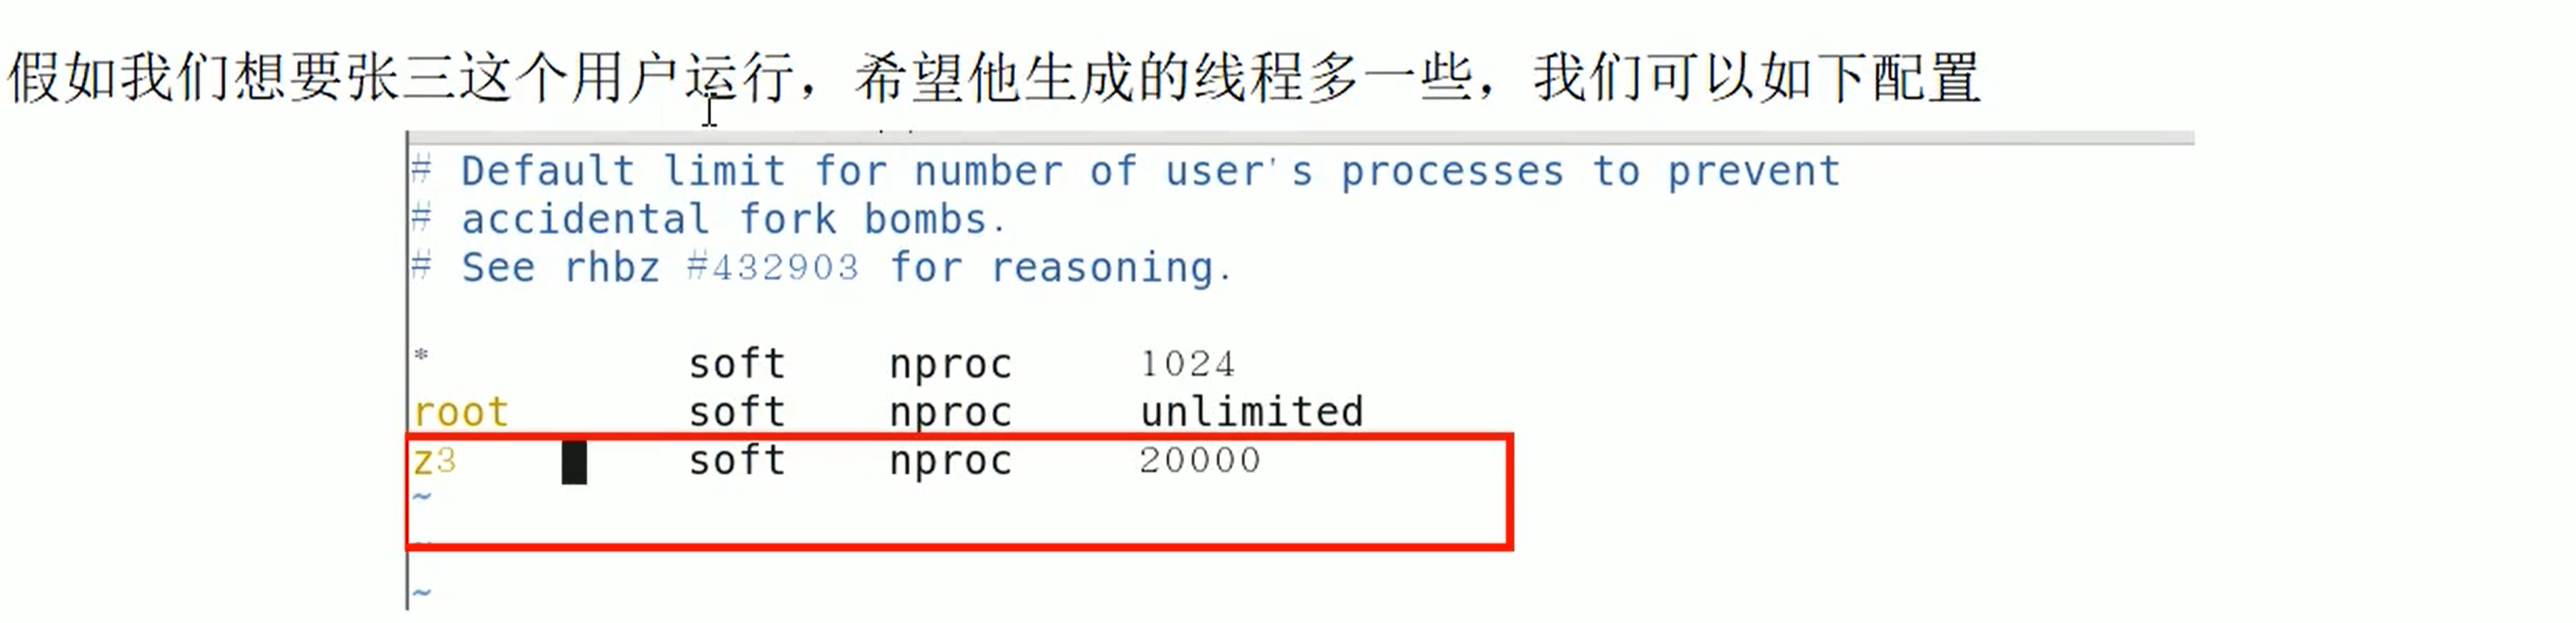 假如我们想要张三这个用户运行，希望他生成的线程多一些，我们可以如下配置
# Default limit for number of user's processes to prevent
# accidental fork bombs.
# See rhbz #432903 for reasoning.
* soft nproc 1024
root soft nproc unlimited
z3 soft nproc 20000
~
~
~